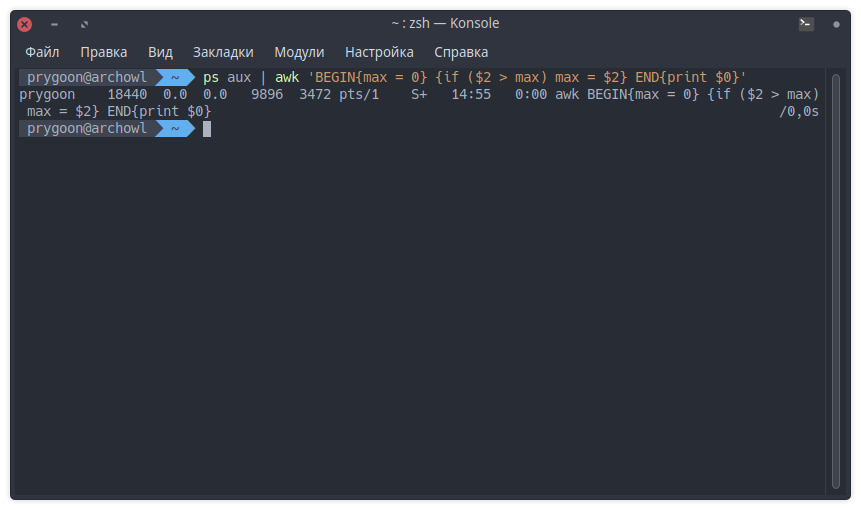 ~ : zsh — Konsole
Файл Правка Вид Закладки Модули Настройка Справка
prygoon@archowl ~ ps aux | awk 'BEGIN{max = 0} {if ($2 > max) max = $2} END{print $0}'
prygoon 18440 0.0 0.0 9896 3472 pts/1 S+ 14:55 0:00 awk BEGIN{max = 0} {if ($2 > max)
max = $2} END{print $0} /0,0s
prygoon@archowl ~